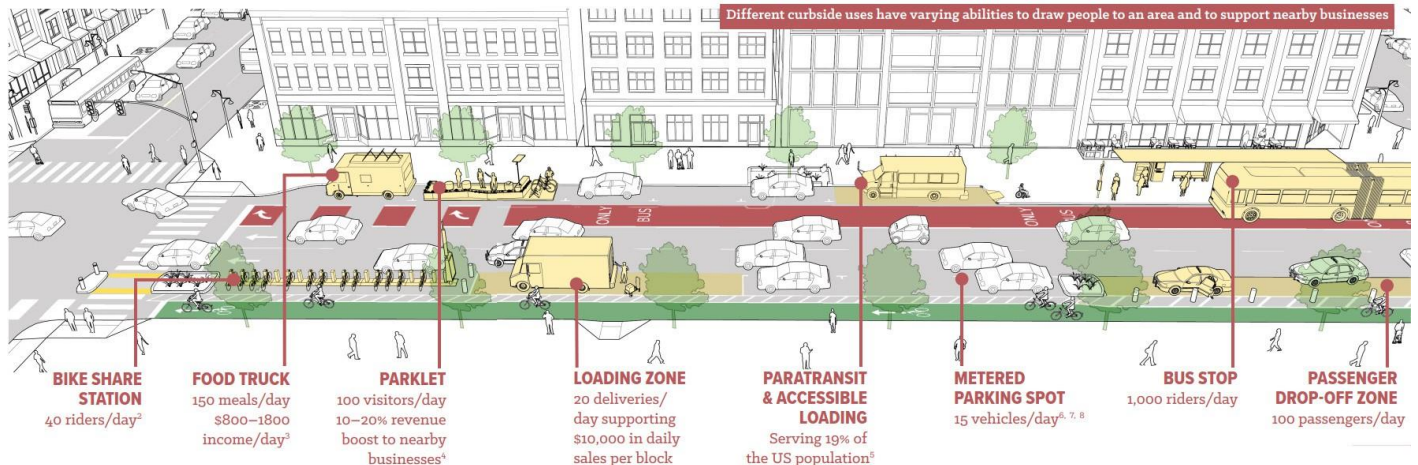 Different curbside uses have varying abilities to draw people to an area and to support nearby businesses
ONLY
BUS
ONLY
BUS
BIKE SHARE
STATION
40 riders/day²
FOOD TRUCK
150 meals/day
$800–1800
income/day³
PARKLET
100 visitors/day
10–20% revenue
boost to nearby
businesses⁴
LOADING ZONE
20 deliveries/
day supporting
$10,000 in daily
sales per block
PARATRANSIT
& ACCESSIBLE
LOADING
Serving 19% of
the US population⁵
METERED
PARKING SPOT
15 vehicles/day⁶, ⁷, ⁸
BUS STOP
1,000 riders/day
PASSENGER
DROP-OFF ZONE
100 passengers/day